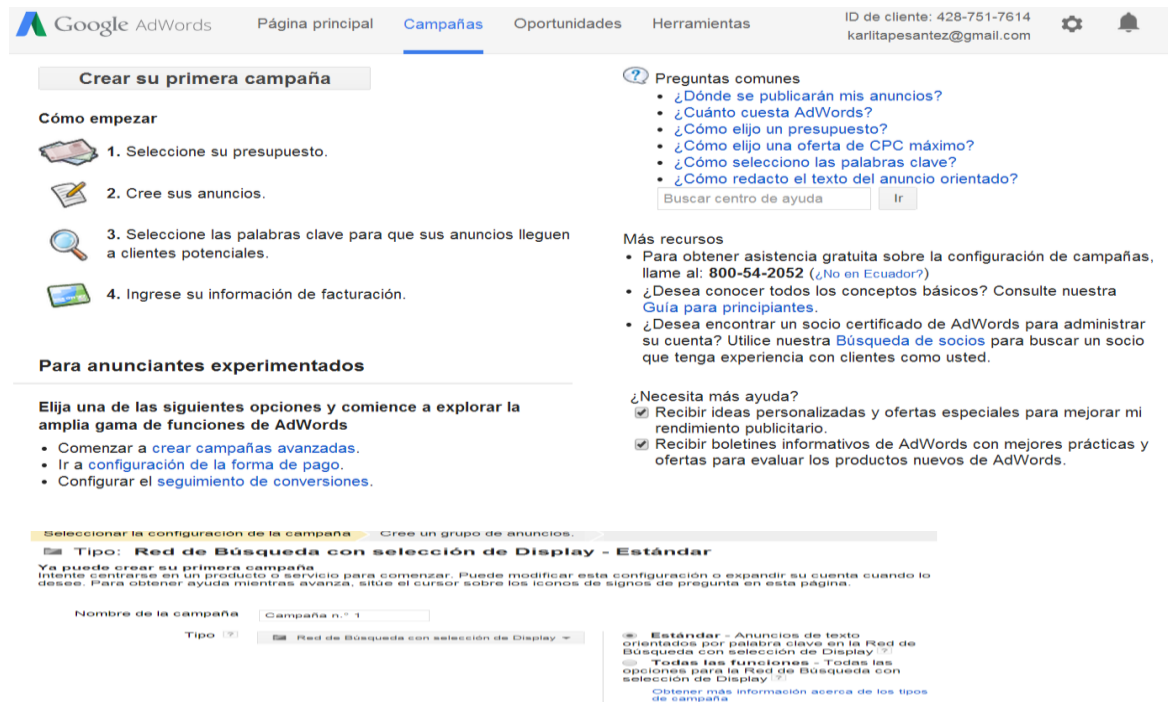 Google AdWords
Página principal
Campañas
Oportunidades
Herramientas
ID de cliente: 428-751-7614
karlitapesantez@gmail.com
Crear su primera campaña
Cómo empezar
1. Seleccione su presupuesto.
2. Cree sus anuncios.
3. Seleccione las palabras clave para que sus anuncios lleguen
a clientes potenciales.
4. Ingrese su información de facturación.
Para anunciantes experimentados
Elija una de las siguientes opciones y comience a explorar la
amplia gama de funciones de AdWords
• Comenzar a crear campañas avanzadas.
• Ir a configuración de la forma de pago.
• Configurar el seguimiento de conversiones.
Preguntas comunes
• ¿Dónde se publicarán mis anuncios?
• ¿Cuánto cuesta AdWords?
• ¿Cómo elijo un presupuesto?
• ¿Cómo elijo una oferta de CPC máximo?
• ¿Cómo selecciono las palabras clave?
• ¿Cómo redacto el texto del anuncio orientado?
Buscar centro de ayuda
Ir
Más recursos
• Para obtener asistencia gratuita sobre la configuración de campañas,
llame al: 800-54-2052 (¿No en Ecuador?)
• ¿Desea conocer todos los conceptos básicos? Consulte nuestra
Guía para principiantes.
• ¿Desea encontrar un socio certificado de AdWords para administrar
su cuenta? Utilice nuestra Búsqueda de socios para buscar un socio
que tenga experiencia con clientes como usted.
¿Necesita más ayuda?
Recibir ideas personalizadas y ofertas especiales para mejorar mi
rendimiento publicitario.
Recibir boletines informativos de AdWords con mejores prácticas y
ofertas para evaluar los productos nuevos de AdWords.
Seleccionar la configuración de la campaña
Cree un grupo de anuncios.
Tipo: Red de Búsqueda con selección de Display - Estándar
Ya puede crear su primera campaña
Intente centrarse en un producto o servicio para comenzar. Puede modificar esta configuración o expandir su cuenta cuando lo
desee. Para obtener ayuda mientras avanza, sitúe el cursor sobre los iconos de signos de pregunta en esta página.
Nombre de la campaña
Campaña n.° 1
Tipo ?
Red de Búsqueda con selección de Display
Estándar - Anuncios de texto
orientados por palabra clave en la Red de
Búsqueda con selección de Display ?
Todas las funciones - Todas las
opciones para la Red de Búsqueda con
selección de Display ?
Obtener más información acerca de los tipos
de campaña